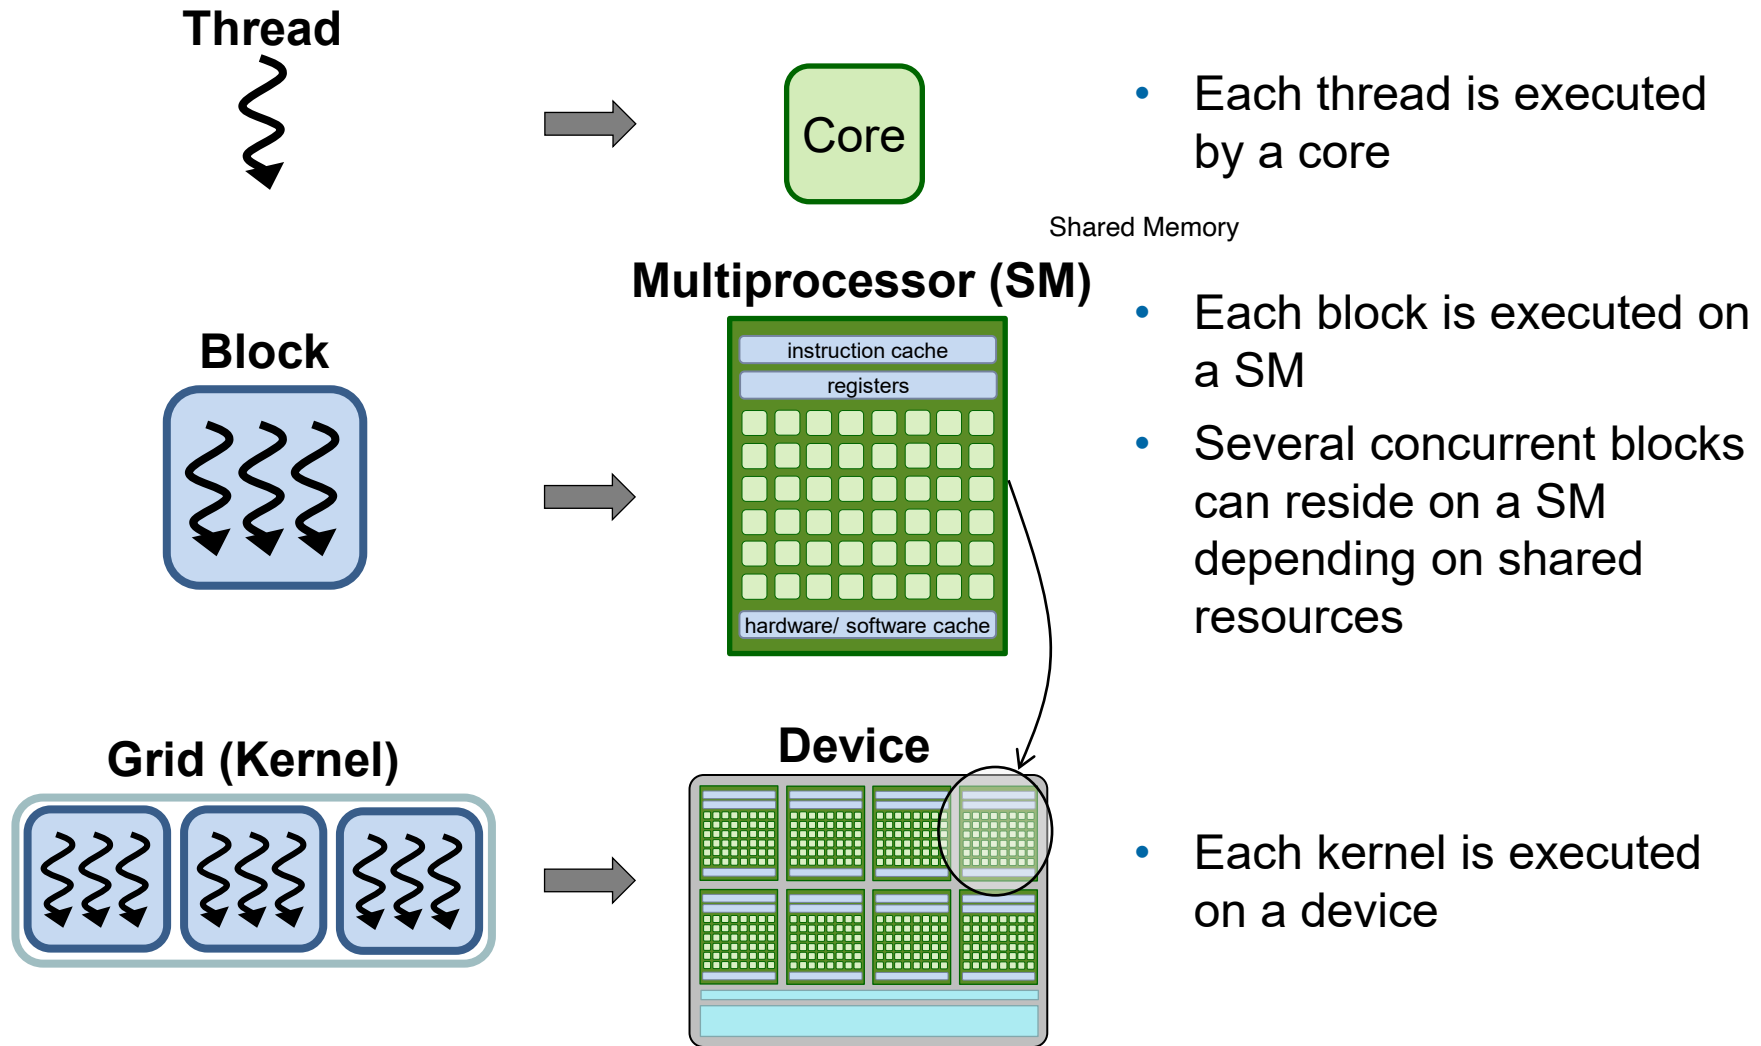 Thread
Core
• Each thread is executed
by a core
Shared Memory
Multiprocessor (SM)
instruction cache
registers
hardware/ software cache
Block
• Each block is executed on
a SM
• Several concurrent blocks
can reside on a SM
depending on shared
resources
Grid (Kernel)
Device
• Each kernel is executed
on a device